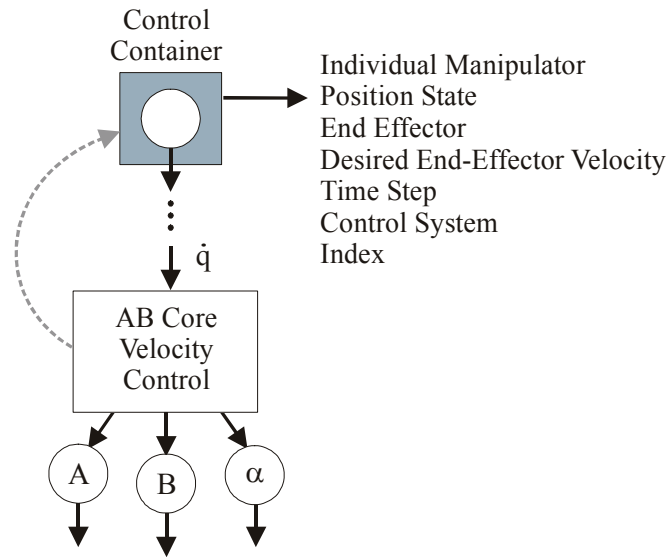 Control
Container
Individual Manipulator
Position State
End Effector
Desired End-Effector Velocity
Time Step
Control System
Index
q̇
AB Core
Velocity
Control
A
B
α